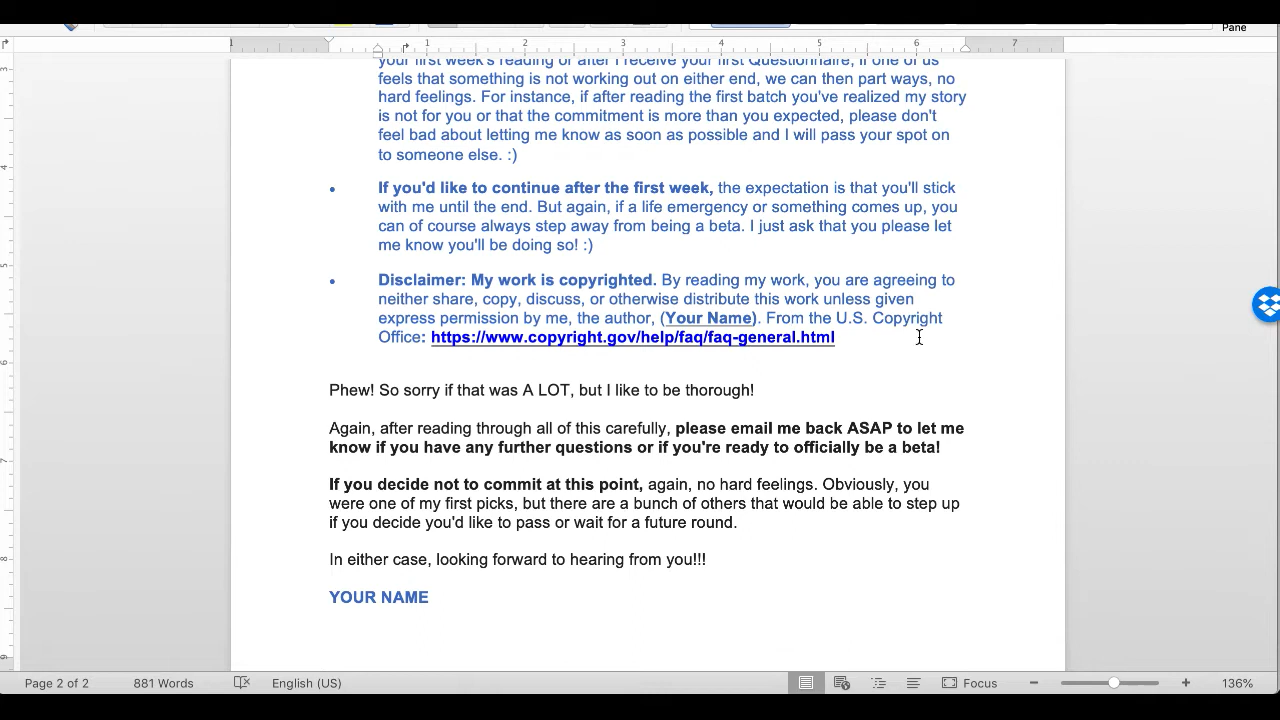 Pane
1 1 2 3 4 5 6 7
your first week's reading or after I receive your first Questionnaire, if one of us
feels that something is not working out on either end, we can then part ways, no
hard feelings. For instance, if after reading the first batch you've realized my story
is not for you or that the commitment is more than you expected, please don't
feel bad about letting me know as soon as possible and I will pass your spot on
to someone else. :)
• If you'd like to continue after the first week, the expectation is that you'll stick
with me until the end. But again, if a life emergency or something comes up, you
can of course always step away from being a beta. I just ask that you please let
me know you'll be doing so! :)
• Disclaimer: My work is copyrighted. By reading my work, you are agreeing to
neither share, copy, discuss, or otherwise distribute this work unless given
express permission by me, the author, (Your Name). From the U.S. Copyright
Office: https://www.copyright.gov/help/faq/faq-general.html
Phew! So sorry if that was A LOT, but I like to be thorough!
Again, after reading through all of this carefully, please email me back ASAP to let me
know if you have any further questions or if you're ready to officially be a beta!
If you decide not to commit at this point, again, no hard feelings. Obviously, you
were one of my first picks, but there are a bunch of others that would be able to step up
if you decide you'd like to pass or wait for a future round.
In either case, looking forward to hearing from you!!!
YOUR NAME
3
4
5
6
7
8
9
Page 2 of 2 881 Words English (US) Focus 136%